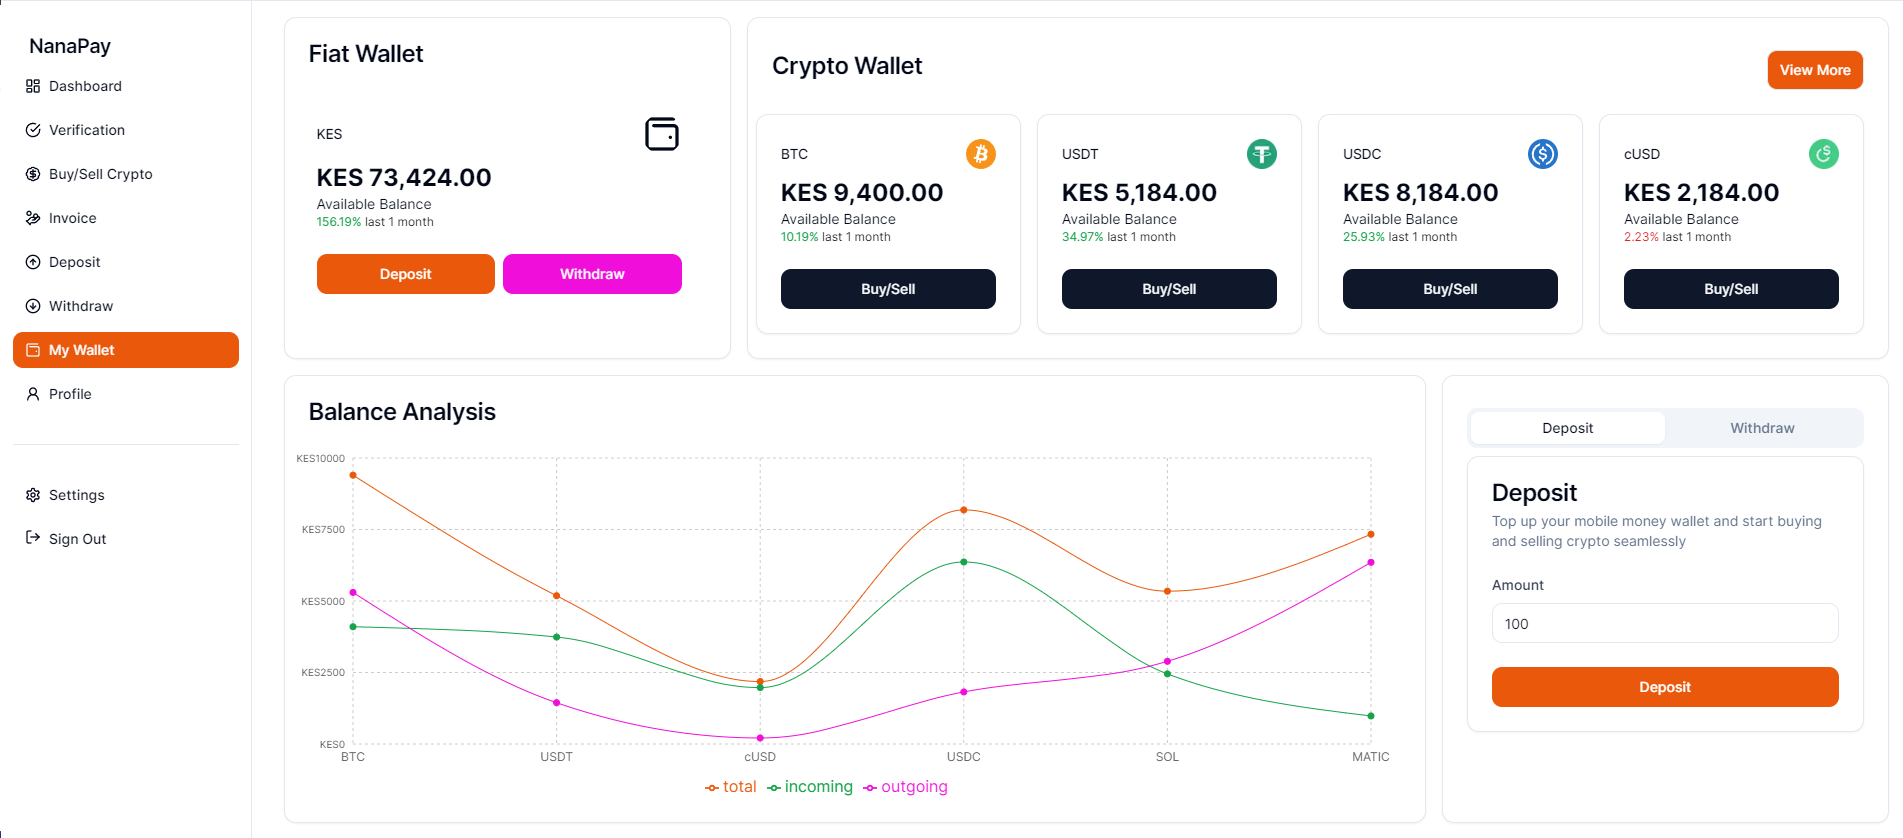 NanaPay
Dashboard
Verification
Buy/Sell Crypto
Invoice
Deposit
Withdraw
My Wallet
Profile
Settings
Sign Out
Fiat Wallet
KES
KES 73,424.00
Available Balance
156.19% last 1 month
Deposit
Withdraw
Crypto Wallet
View More
BTC
KES 9,400.00
Available Balance
10.19% last 1 month
Buy/Sell
USDT
KES 5,184.00
Available Balance
34.97% last 1 month
Buy/Sell
USDC
KES 8,184.00
Available Balance
25.93% last 1 month
Buy/Sell
cUSD
KES 2,184.00
Available Balance
2.23% last 1 month
Buy/Sell
Balance Analysis
KES10000
KES7500
KES5000
KES2500
KES0
BTC
USDT
cUSD
USDC
SOL
MATIC
total
incoming
outgoing
Deposit
Withdraw
Deposit
Top up your mobile money wallet and start buying
and selling crypto seamlessly
Amount
100
Deposit